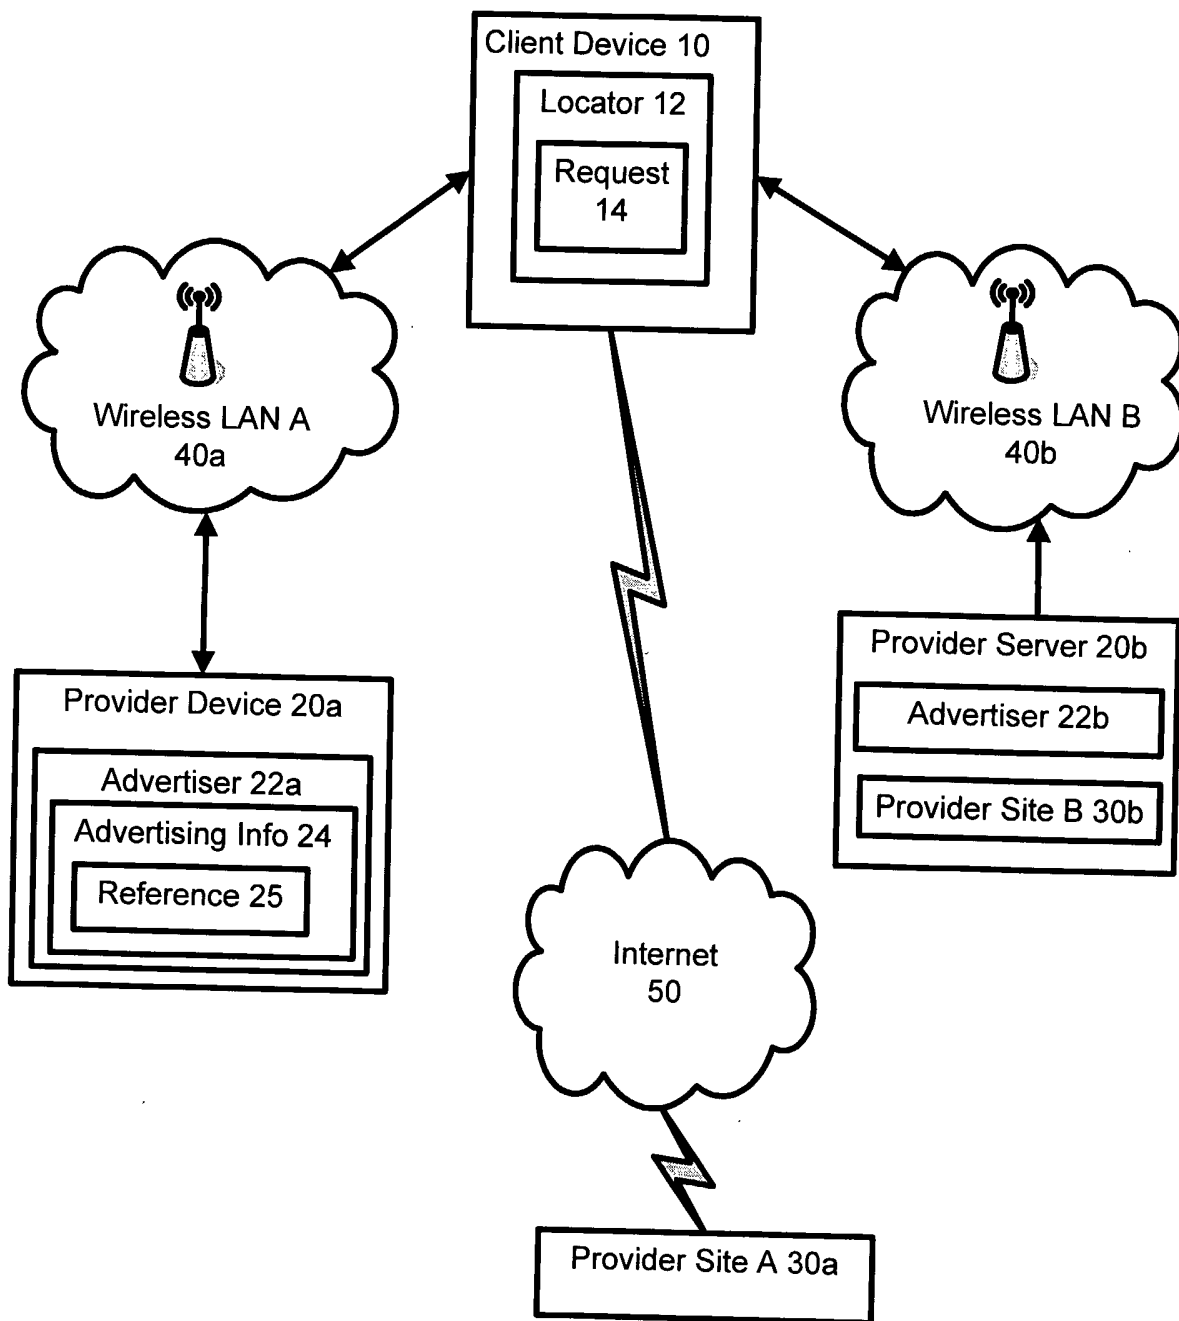 Client Device 10
Locator 12
Request
14
Wireless LAN A
40a
Wireless LAN B
40b
Provider Device 20a
Advertiser 22a
Advertising Info 24
Reference 25
Provider Server 20b
Advertiser 22b
Provider Site B 30b
Internet
50
Provider Site A 30a